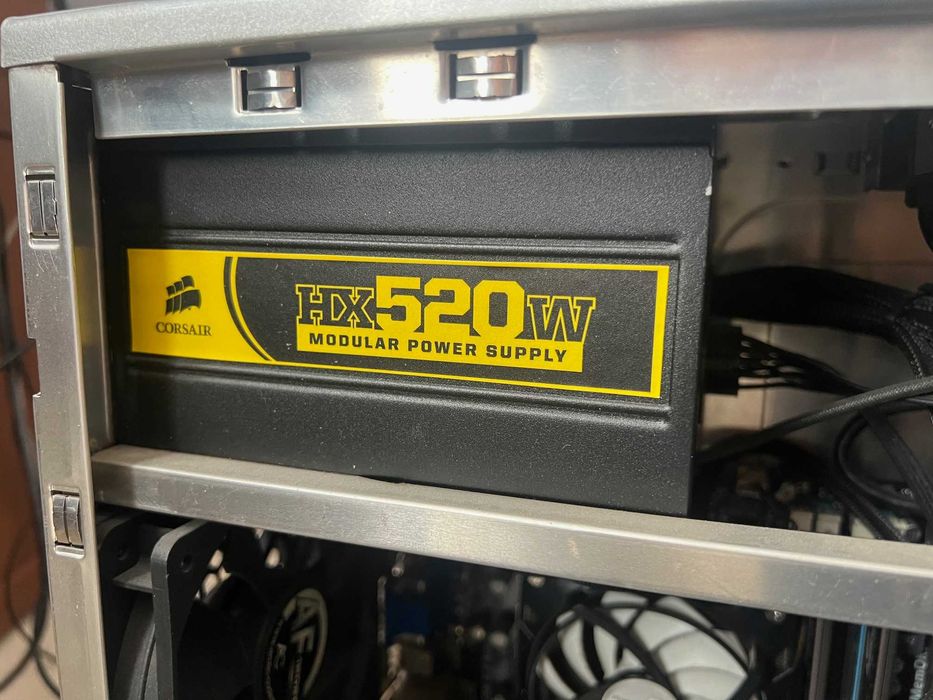 CORSAIR
HX520W
MODULAR POWER SUPPLY